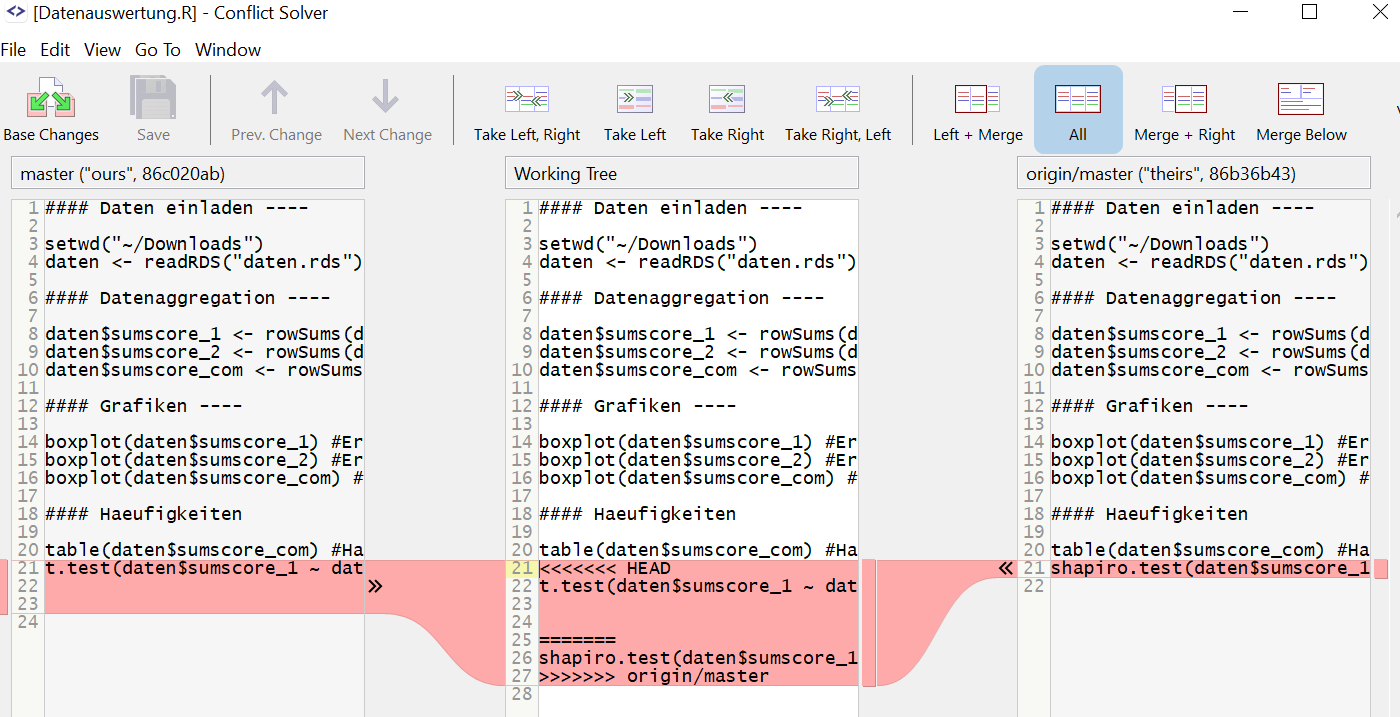 [Datenauswertung.R] - Conflict Solver
File Edit View Go To Window
Base Changes Save Prev. Change Next Change Take Left, Right Take Left Take Right Take Right, Left Left + Merge All Merge + Right Merge Below
master ("ours", 86c020ab)
1 #### Daten einladen ----
2
3 setwd("~/Downloads")
4 daten <- readRDS("daten.rds")
5
6 #### Datenaggregation ----
7
8 daten$sumscore_1 <- rowSums(d
9 daten$sumscore_2 <- rowSums(d
10 daten$sumscore_com <- rowSums
11
12 #### Grafiken ----
13
14 boxplot(daten$sumscore_1) #Er
15 boxplot(daten$sumscore_2) #Er
16 boxplot(daten$sumscore_com) #
17
18 #### Haeufigkeiten
19
20 table(daten$sumscore_com) #Ha
21 t.test(daten$sumscore_1 ~ dat
22
23
24
Working Tree
1 #### Daten einladen ----
2
3 setwd("~/Downloads")
4 daten <- readRDS("daten.rds")
5
6 #### Datenaggregation ----
7
8 daten$sumscore_1 <- rowSums(d
9 daten$sumscore_2 <- rowSums(d
10 daten$sumscore_com <- rowSums
11
12 #### Grafiken ----
13
14 boxplot(daten$sumscore_1) #Er
15 boxplot(daten$sumscore_2) #Er
16 boxplot(daten$sumscore_com) #
17
18 #### Haeufigkeiten
19
20 table(daten$sumscore_com) #Ha
21 <<<<<<< HEAD
22 t.test(daten$sumscore_1 ~ dat
23
24
25 =======
26 shapiro.test(daten$sumscore_1
27 >>>>>>> origin/master
28
origin/master ("theirs", 86b36b43)
1 #### Daten einladen ----
2
3 setwd("~/Downloads")
4 daten <- readRDS("daten.rds")
5
6 #### Datenaggregation ----
7
8 daten$sumscore_1 <- rowSums(d
9 daten$sumscore_2 <- rowSums(d
10 daten$sumscore_com <- rowSums
11
12 #### Grafiken ----
13
14 boxplot(daten$sumscore_1) #Er
15 boxplot(daten$sumscore_2) #Er
16 boxplot(daten$sumscore_com) #
17
18 #### Haeufigkeiten
19
20 table(daten$sumscore_com) #Ha
21 shapiro.test(daten$sumscore_1
22